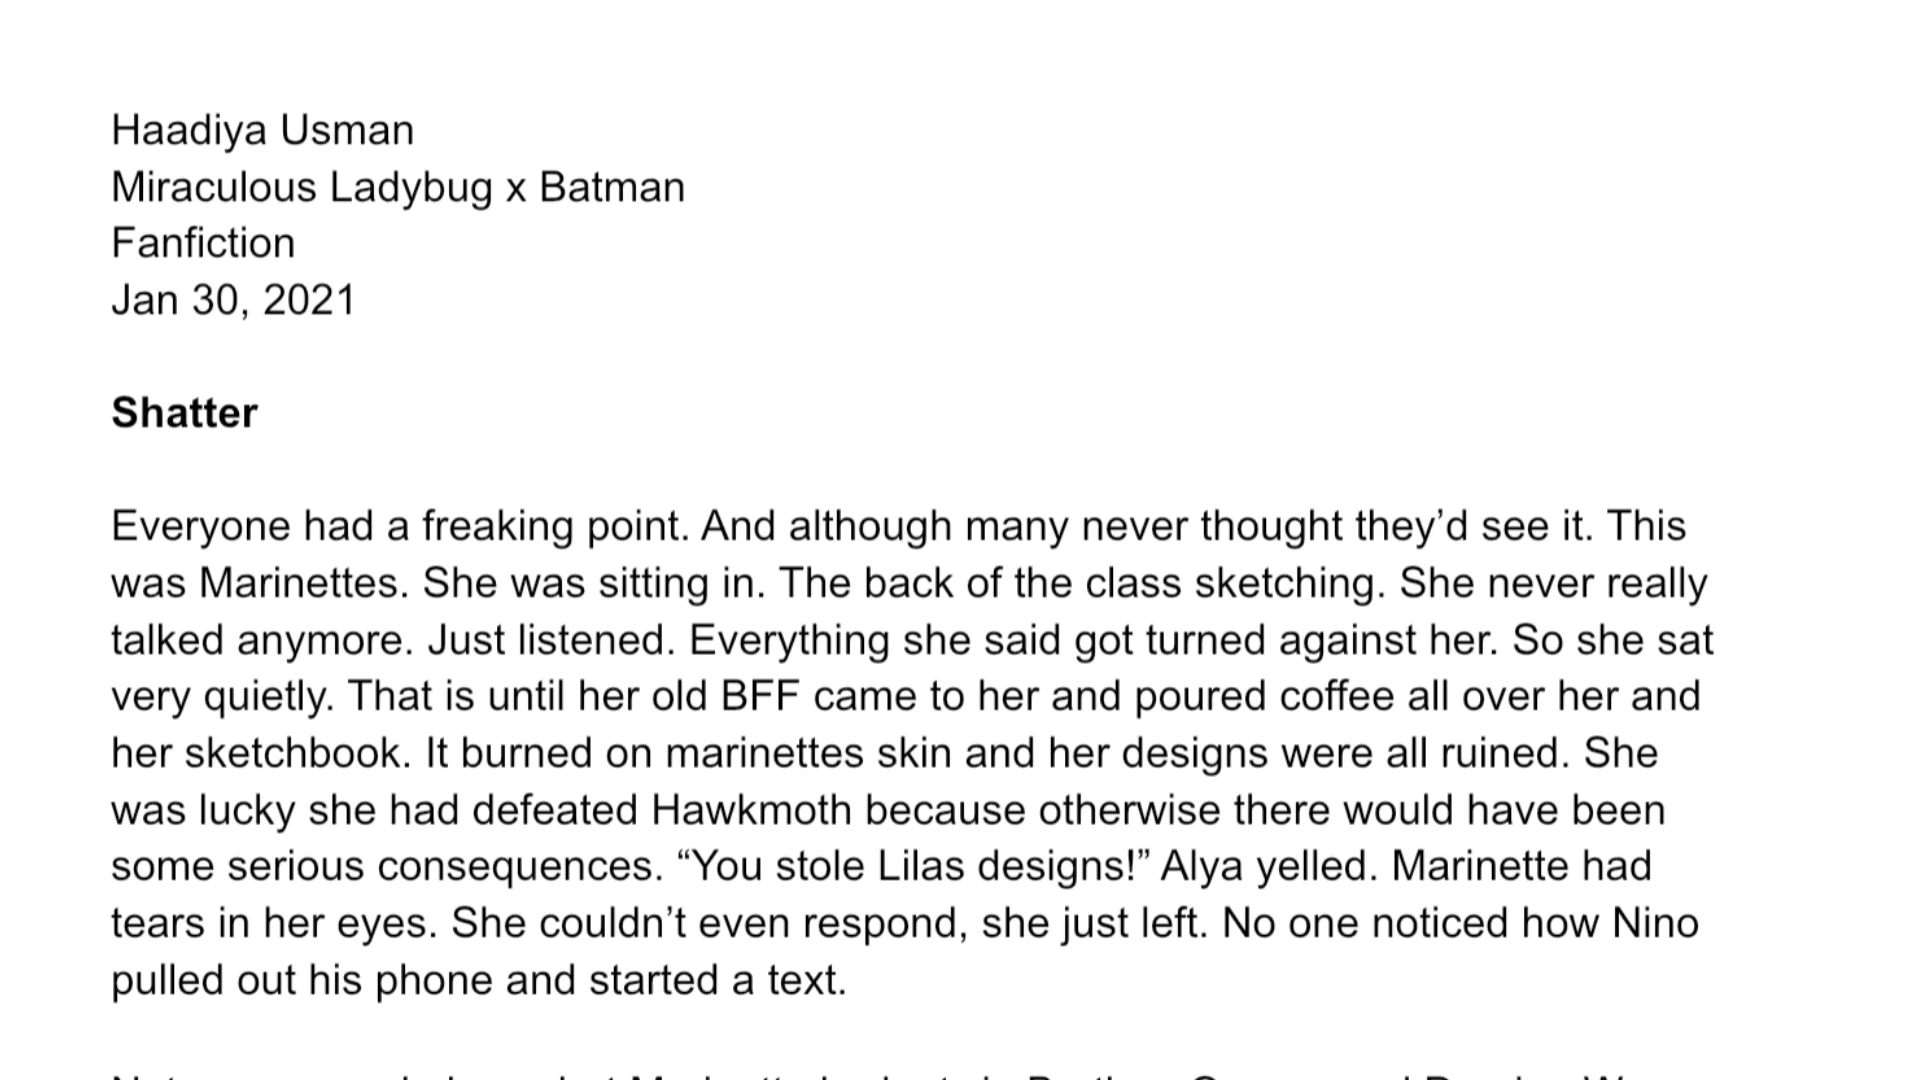 Haadiya Usman
Miraculous Ladybug x Batman
Fanfiction
Jan 30, 2021
Shatter
Everyone had a freaking point. And although many never thought they’d see it. This
was Marinettes. She was sitting in. The back of the class sketching. She never really
talked anymore. Just listened. Everything she said got turned against her. So she sat
very quietly. That is until her old BFF came to her and poured coffee all over her and
her sketchbook. It burned on marinettes skin and her designs were all ruined. She
was lucky she had defeated Hawkmoth because otherwise there would have been
some serious consequences. “You stole Lilas designs!” Alya yelled. Marinette had
tears in her eyes. She couldn’t even respond, she just left. No one noticed how Nino
pulled out his phone and started a text.